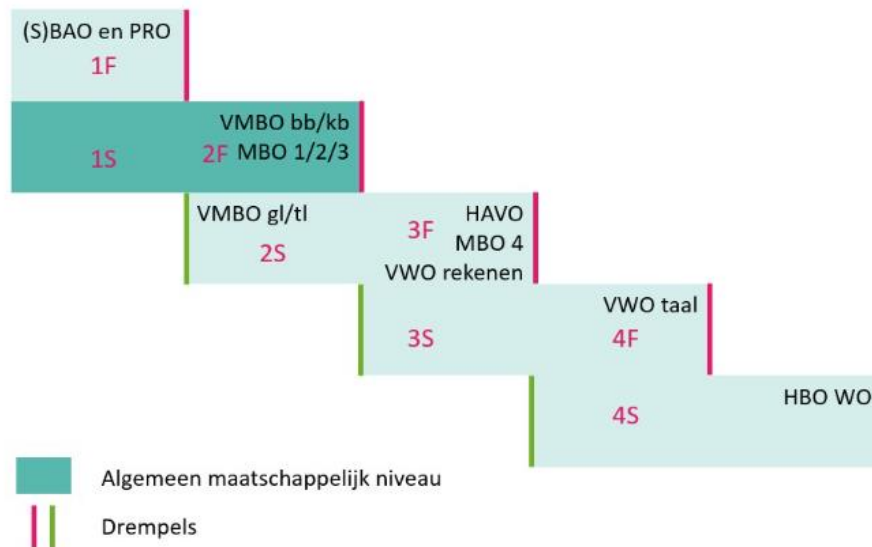 (S)BAO en PRO
1F
VMBO bb/kb
1S
2F MBO 1/2/3
VMBO gl/tl
2S
3F
HAVO
MBO 4
VWO rekenen
3S
VWO taal
4F
4S
HBO WO
Algemeen maatschappelijk niveau
Drempels